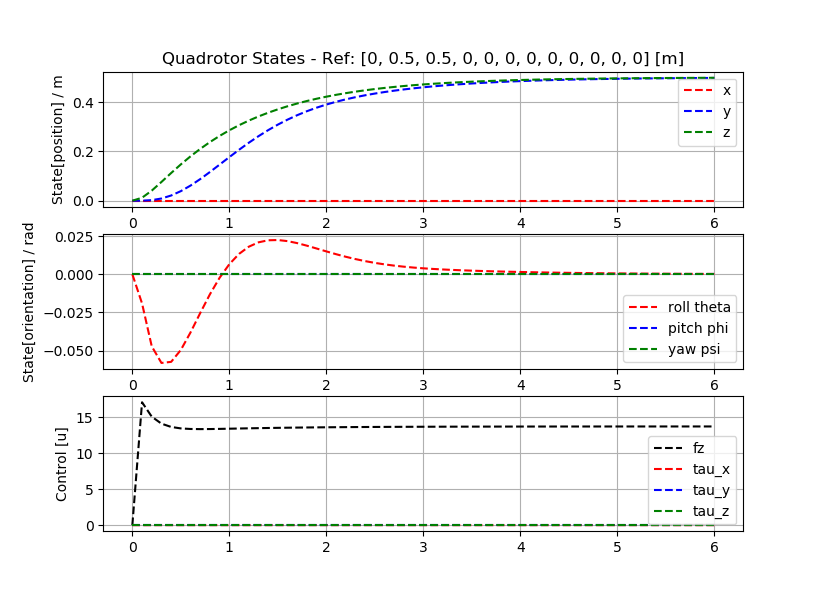 Quadrotor States - Ref: [0, 0.5, 0.5, 0, 0, 0, 0, 0, 0, 0, 0, 0] [m]
State[position] / m
0.4
0.2
0.0
x
y
z
0 1 2 3 4 5 6
State[orientation] / rad
0.025
0.000
−0.025
−0.050
roll theta
pitch phi
yaw psi
0 1 2 3 4 5 6
Control [u]
15
10
5
0
fz
tau_x
tau_y
tau_z
0 1 2 3 4 5 6